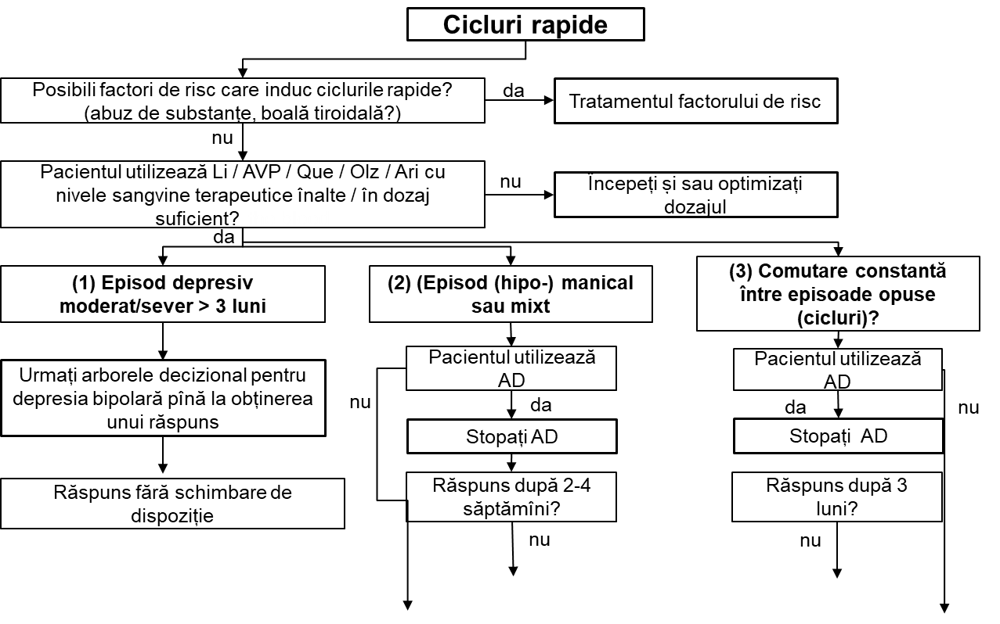 Cicluri rapide
Posibili factori de risc care induc ciclurile rapide?
(abuz de substanțe, boală tiroidală?)
da
Tratamentul factorului de risc
nu
Pacientul utilizează Li / AVP / Que / Olz / Ari cu
nivele sangvine terapeutice înalte / în dozaj
suficient?
nu
Începeți și sau optimizați
dozajul
da
(1) Episod depresiv
moderat/sever > 3 luni
(2) (Episod (hipo-) manical
sau mixt
(3) Comutare constantă
între episoade opuse
(cicluri)?
Urmați arborele decizional pentru
depresia bipolară pînă la obținerea
unui răspuns
Răspuns fără schimbare de
dispoziție
Pacientul utilizează
AD
nu
da
Stopați AD
Răspuns după 2-4
săptămîni?
nu
Pacientul utilizează
AD
da
nu
Stopați AD
Răspuns după 3
luni?
nu